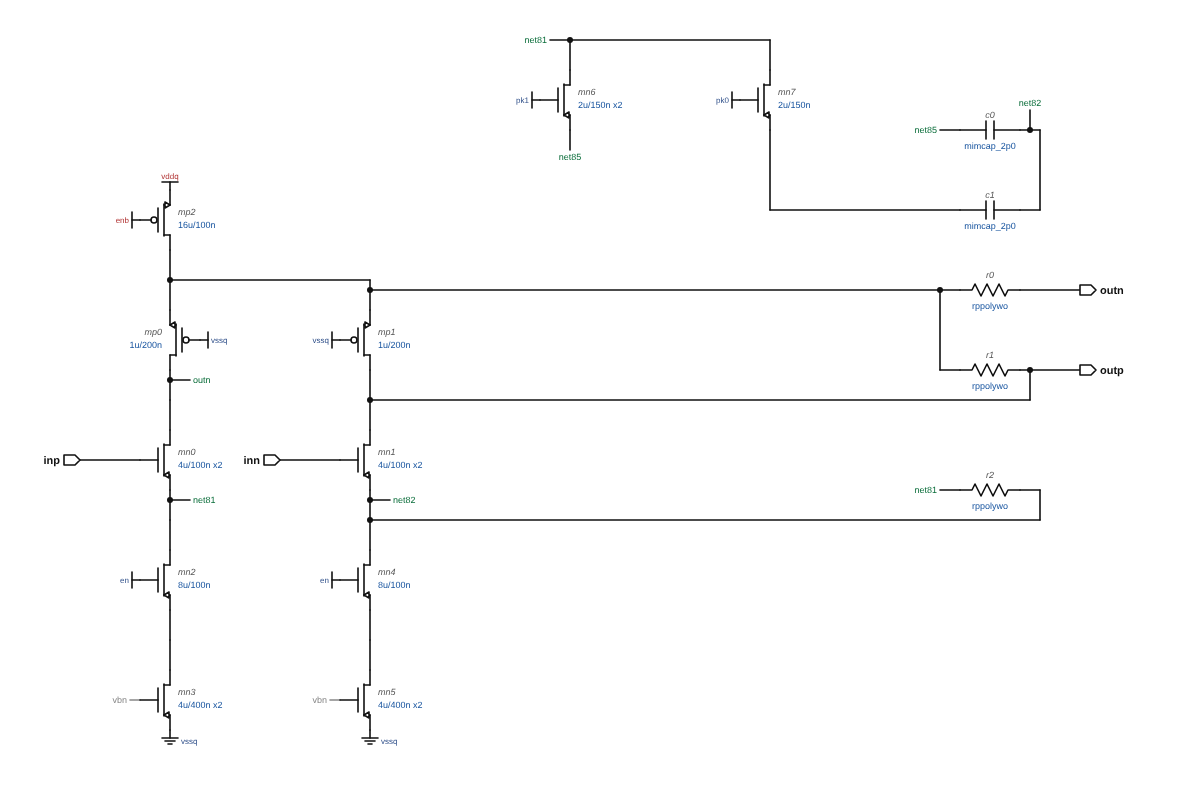 net81
mn6
pk1
2u/150n x2
net85
mn7
pk0
2u/150n
net82
c0
net85
mimcap_2p0
c1
mimcap_2p0
vddq
mp2
enb
16u/100n
r0
outn
rppolywo
mp0
vssq
1u/200n
mp1
vssq
1u/200n
r1
outp
rppolywo
outn
inp
mn0
4u/100n x2
inn
mn1
4u/100n x2
net81
net82
r2
net81
rppolywo
mn2
en
8u/100n
mn4
en
8u/100n
mn3
vbn
4u/400n x2
mn5
vbn
4u/400n x2
vssq
vssq